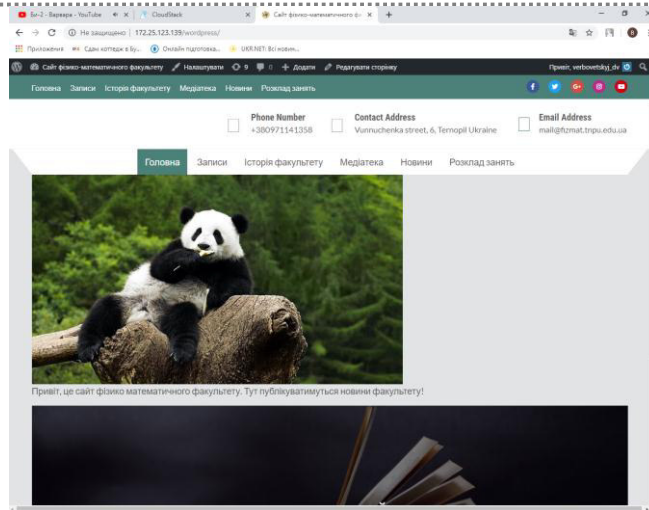 Би-2 - Варвара - YouTube
CloudStack
Сайт фізико-математичного фа
Не защищено | 172.25.123.139/wordpress/
Приложения
Сдам коттедж в Бу...
Онлайн підготовка...
UKR.NET: Всі новин...
Сайт фізико-математичного факультету
Налаштувати
9
0
Додати
Редагувати сторінку
Привіт, verbovetskyj_dv
Головна Записи Історія факультету Медіатека Новини Розклад занять
Phone Number
+380971141358
Contact Address
Vunnuchenka street, 6, Ternopil Ukraine
Email Address
mail@fizmat.tnpu.edu.ua
Головна Записи Історія факультету Медіатека Новини Розклад занять
Привіт, це сайт фізико математичного факультету. Тут публікуватимуться новини факультету!